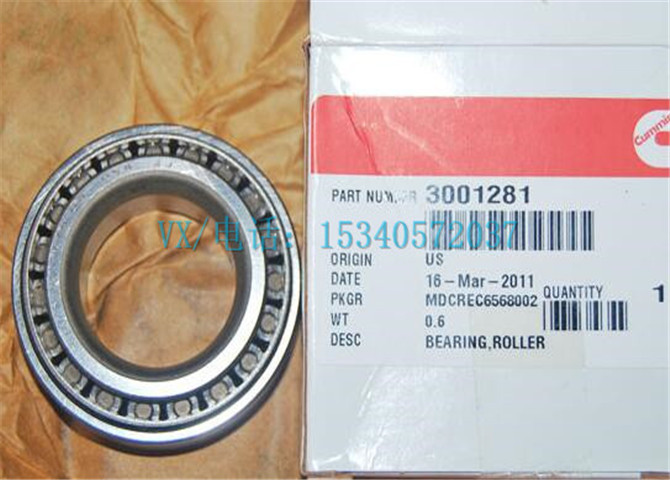 Cummins
PART NUMBER 3001281
VX/电话: 15340572037
ORIGIN US
DATE 16-Mar-2011
PKGR MDCREC6568002 QUANTITY 1
WT 0.6
DESC BEARING,ROLLER